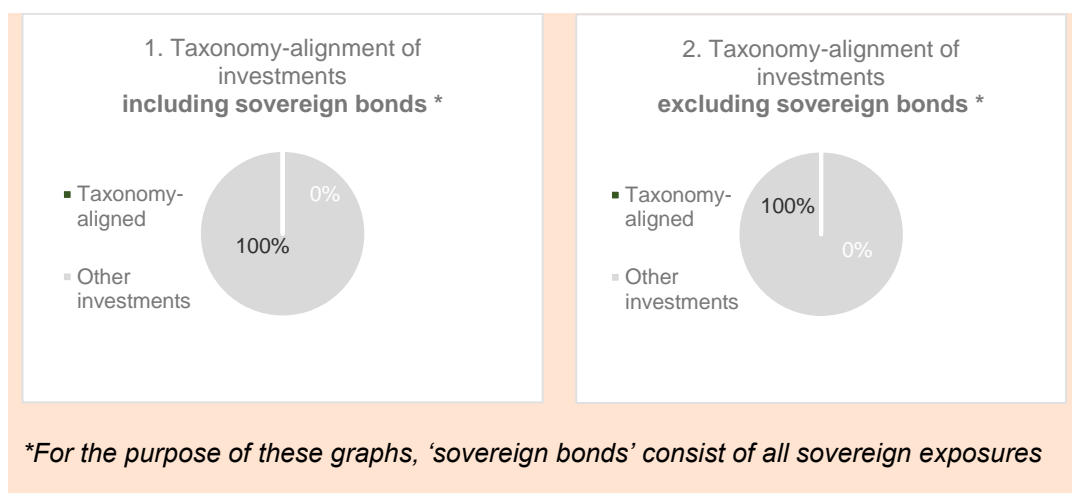 1. Taxonomy-alignment of
investments
including sovereign bonds *
Taxonomy-
aligned
Other
investments
0%
100%
2. Taxonomy-alignment of
investments
excluding sovereign bonds *
Taxonomy-
aligned
Other
investments
100%
0%
*For the purpose of these graphs, ‘sovereign bonds’ consist of all sovereign exposures